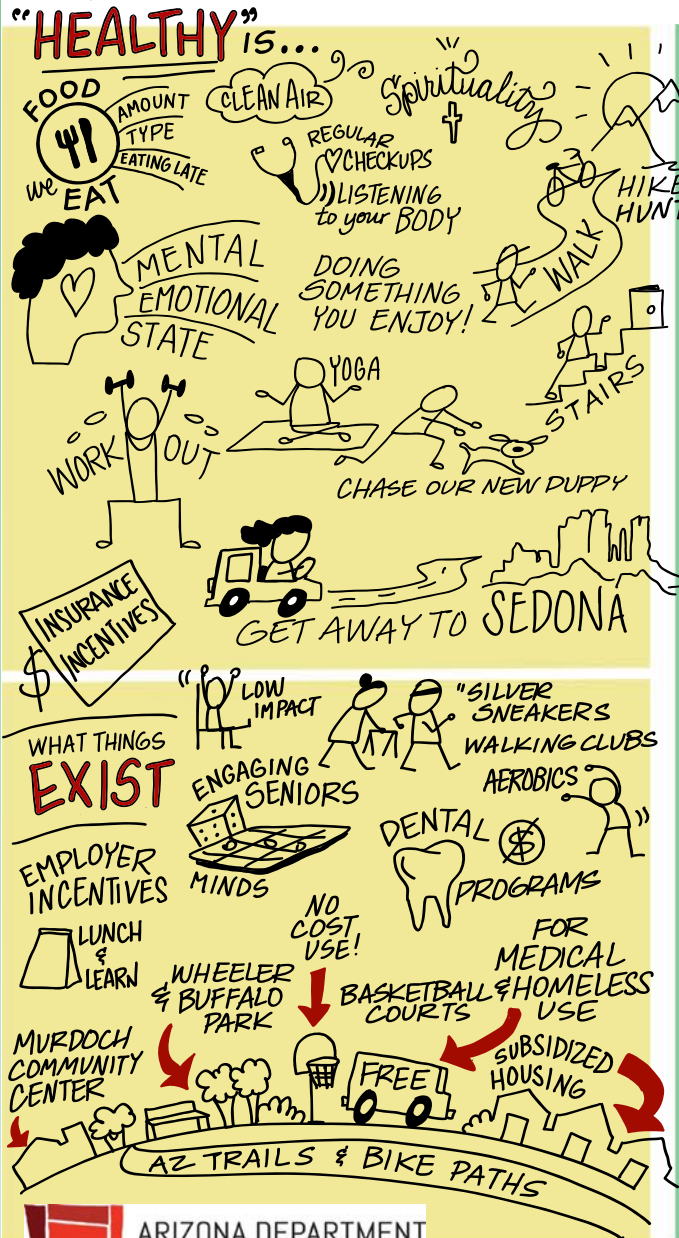 "HEALTHY" IS...
FOOD
we EAT
AMOUNT
TYPE
EATING LATE
CLEAN AIR
Spirituality
REGULAR
CHECKUPS
LISTENING
to your BODY
HIKE
HUNT
WALK
MENTAL
EMOTIONAL
STATE
DOING
SOMETHING
YOU ENJOY!
STAIRS
YOGA
WORK OUT
CHASE OUR NEW PUPPY
GET AWAY TO SEDONA
$ INSURANCE
INCENTIVES
WHAT THINGS
EXIST
"LOW
IMPACT
"SILVER
SNEAKERS
WALKING CLUBS
AEROBICS
ENGAGING
SENIORS
MINDS
DENTAL
$
PROGRAMS
EMPLOYER
INCENTIVES
LUNCH
&
LEARN
NO
COST
USE!
WHEELER
& BUFFALO
PARK
BASKETBALL
COURTS
FOR
MEDICAL
& HOMELESS
USE
MURDOCH
COMMUNITY
CENTER
FREE
SUBSIDIZED
HOUSING
AZ TRAILS & BIKE PATHS
ARIZONA DEPARTMENT